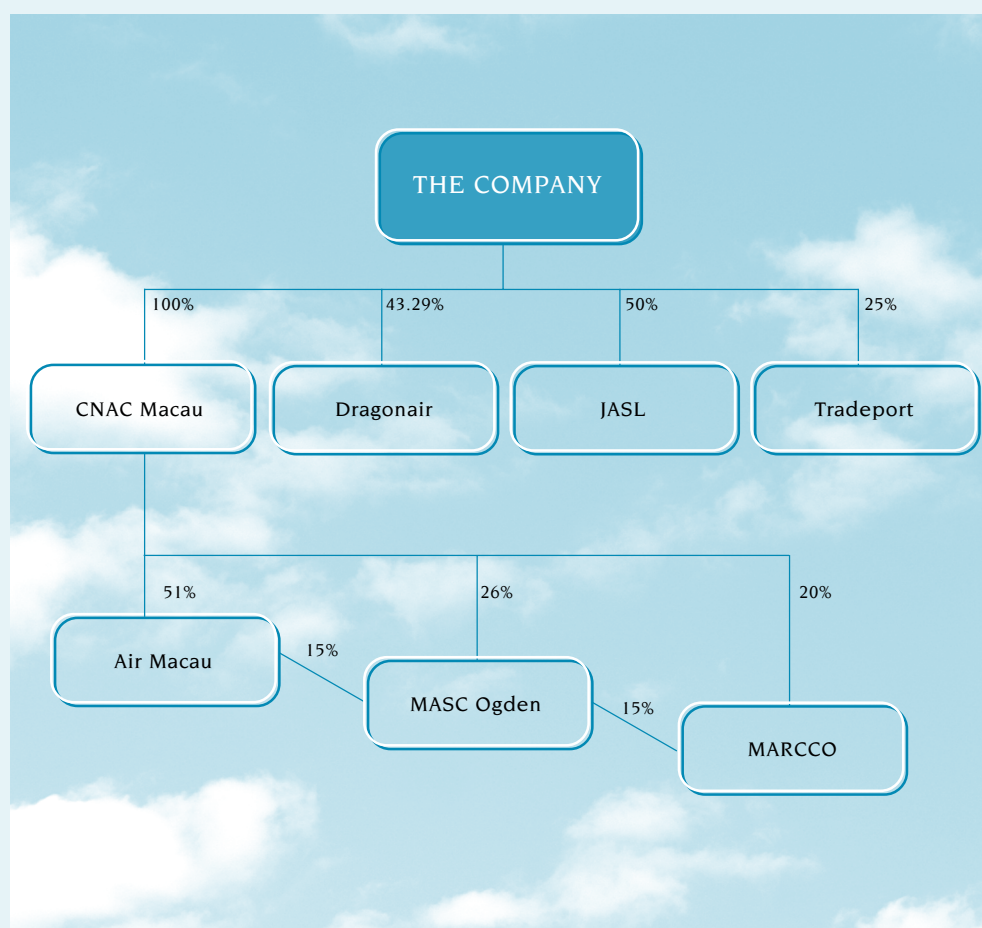 THE COMPANY
100%
43.29%
50%
25%
CNAC Macau
Dragonair
JASL
Tradeport
51%
26%
20%
Air Macau
15%
MASC Ogden
15%
MARCCO